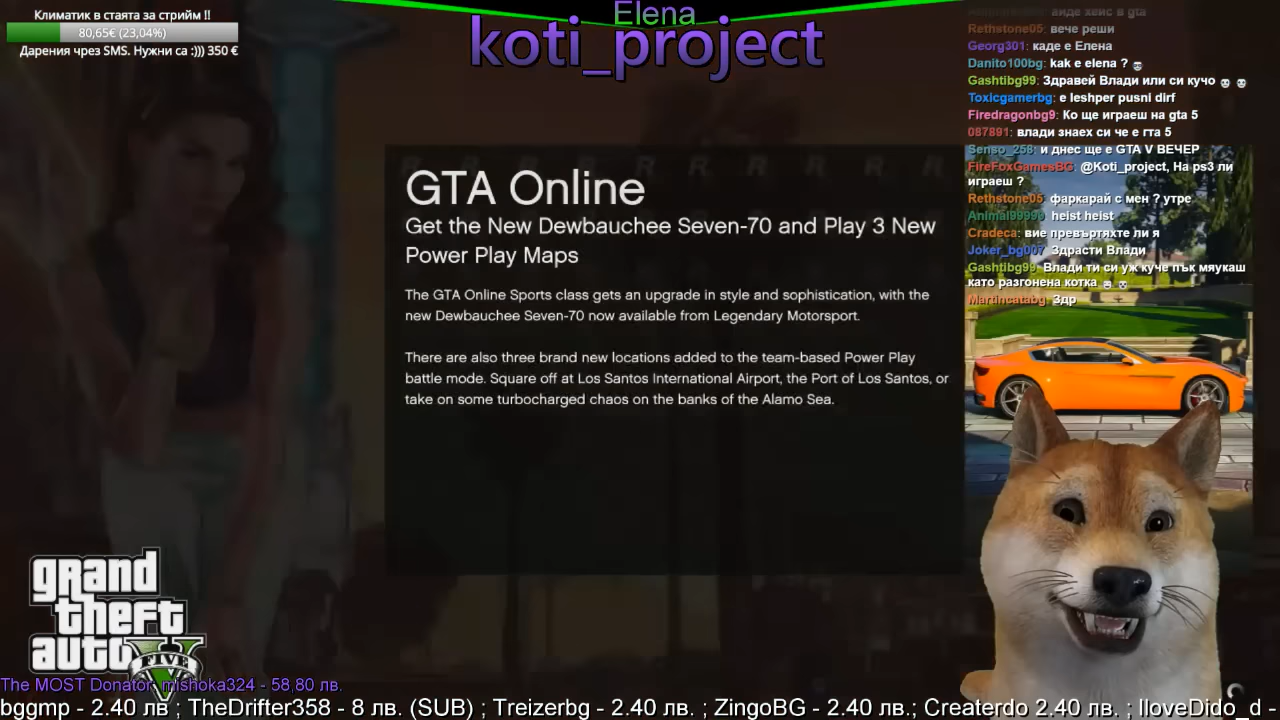 Климатик в стаята за стрийм !!
80,65€ (23,04%)
Дарения чрез SMS. Нужни са :))) 350 €
Elena
koti_project
анде хейс в gta
Rethstone05: вече реши
Georg301: каде е Елена
Danito100bg: kak e elena ?
Gashtibg99: Здравей Влади или си кучо
Toxicgamerbg: e leshper pusni dirf
Firedragonbg9: Ко ще играеш на gta 5
087891: влади знаех си че е гта 5
Senso_258: и днес ще е GTA V ВЕЧЕР
FireFoxGamesBG: @Koti_project, На ps3 ли
играеш ?
Rethstone05: фаркарай с мен ? утре
Animal99999: heist heist
Cradeca: вие превъртяхте ли я
Joker_bg007: Здрасти Влади
Gashtibg99: Влади ти си уж куче пък мяукаш
като разгонена котка
Martincatabg: Здр
GTA Online
Get the New Dewbauchee Seven-70 and Play 3 New
Power Play Maps
The GTA Online Sports class gets an upgrade in style and sophistication, with the
new Dewbauchee Seven-70 now available from Legendary Motorsport.
There are also three brand new locations added to the team-based Power Play
battle mode. Square off at Los Santos International Airport, the Port of Los Santos, or
take on some turbocharged chaos on the banks of the Alamo Sea.
grand
theft
auto
V
FIVE
The MOST Donator: mishoka324 - 58,80 лв.
bggmp - 2.40 лв ; TheDrifter358 - 8 лв. (SUB) ; Treizerbg - 2.40 лв. ; ZingoBG - 2.40 лв.; Createrdo 2.40 лв. ; IloveDido_d -